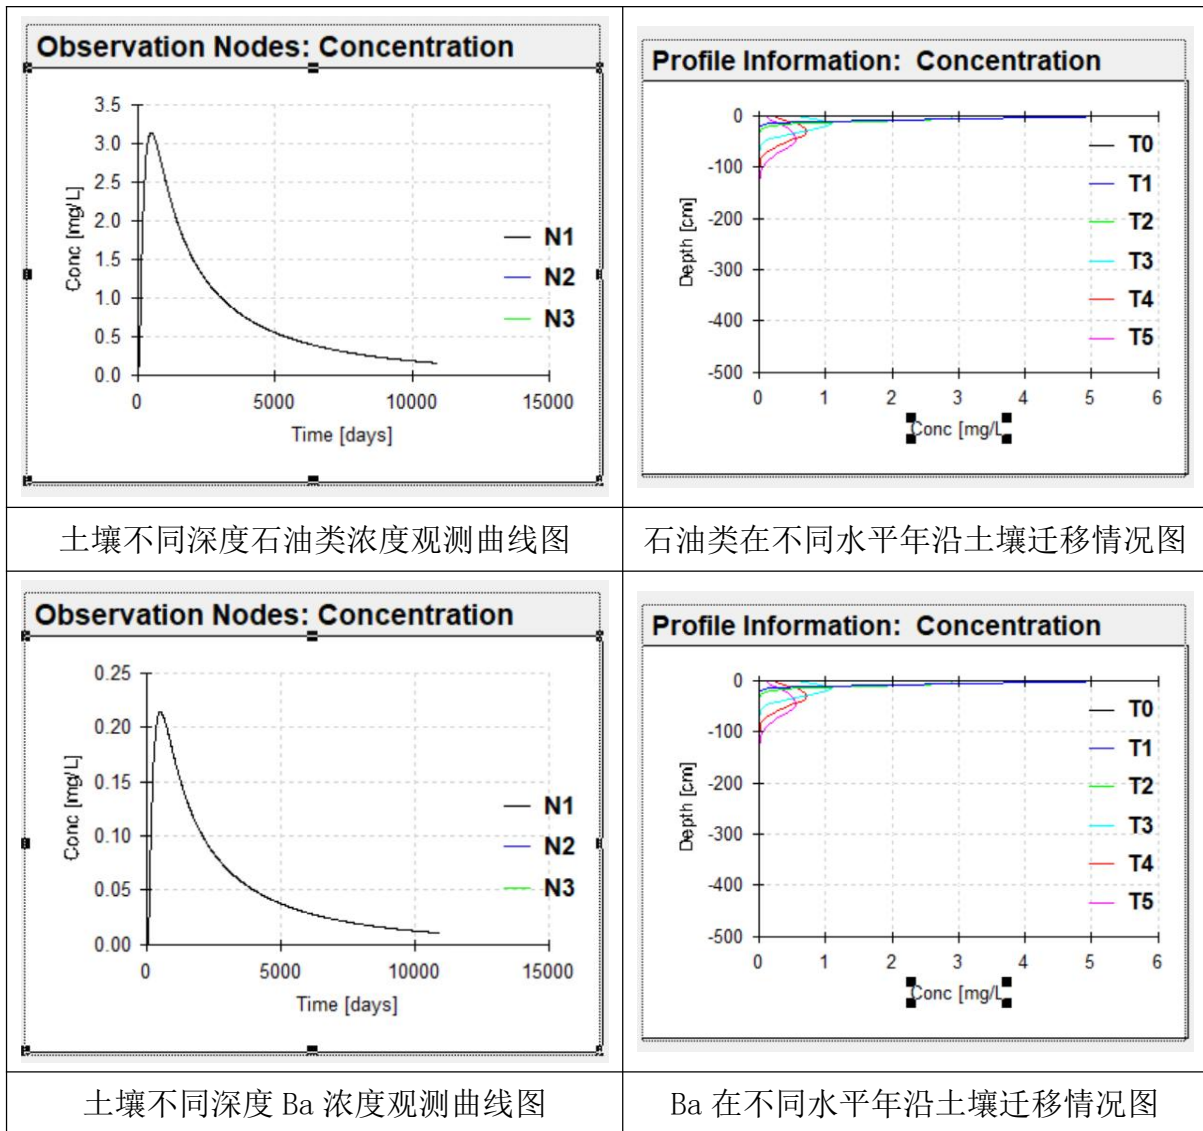 Observation Nodes: Concentration
3.5
3.0
2.5
2.0
1.5
1.0
0.5
0.0
Conc [mg/L]
0 5000 10000 15000
Time [days]
N1
N2
N3
Profile Information: Concentration
0
-100
-200
-300
-400
-500
Depth [cm]
0 1 2 3 4 5 6
Conc [mg/L
T0
T1
T2
T3
T4
T5
土壤不同深度石油类浓度观测曲线图
石油类在不同水平年沿土壤迁移情况图
Observation Nodes: Concentration
0.25
0.20
0.15
0.10
0.05
0.00
Conc [mg/L]
0 5000 10000 15000
Time [days]
N1
N2
N3
Profile Information: Concentration
0
-100
-200
-300
-400
-500
Depth [cm]
0 1 2 3 4 5 6
Conc [mg/L
T0
T1
T2
T3
T4
T5
土壤不同深度 Ba 浓度观测曲线图
Ba 在不同水平年沿土壤迁移情况图